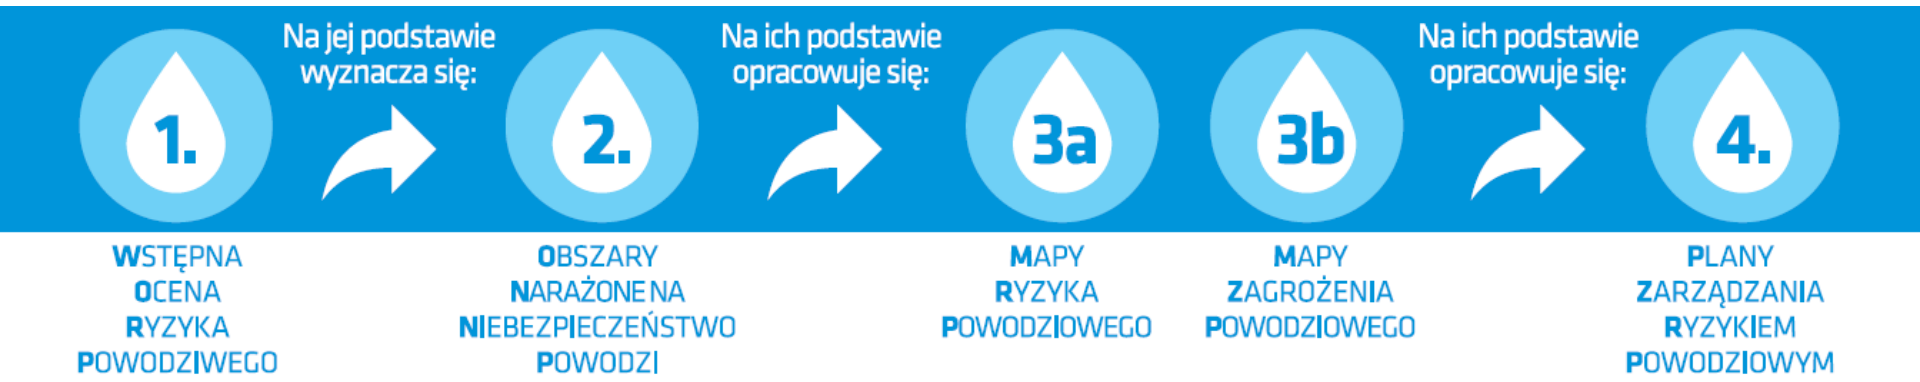 1.
Na jej podstawie
wyznacza się:
2.
Na ich podstawie
opracowuje się:
3a
3b
Na ich podstawie
opracowuje się:
4.
WSTĘPNA
OCENA
RYZYKA
POWODZIWEGO
OBSZARY
NARAŻONE NA
NIEBEZPIECZEŃSTWO
POWODZI
MAPY
RYZYKA
POWODZIOWEGO
MAPY
ZAGROŻENIA
POWODZIOWEGO
PLANY
ZARZĄDZANIA
RYZYKIEM
POWODZIOWYM